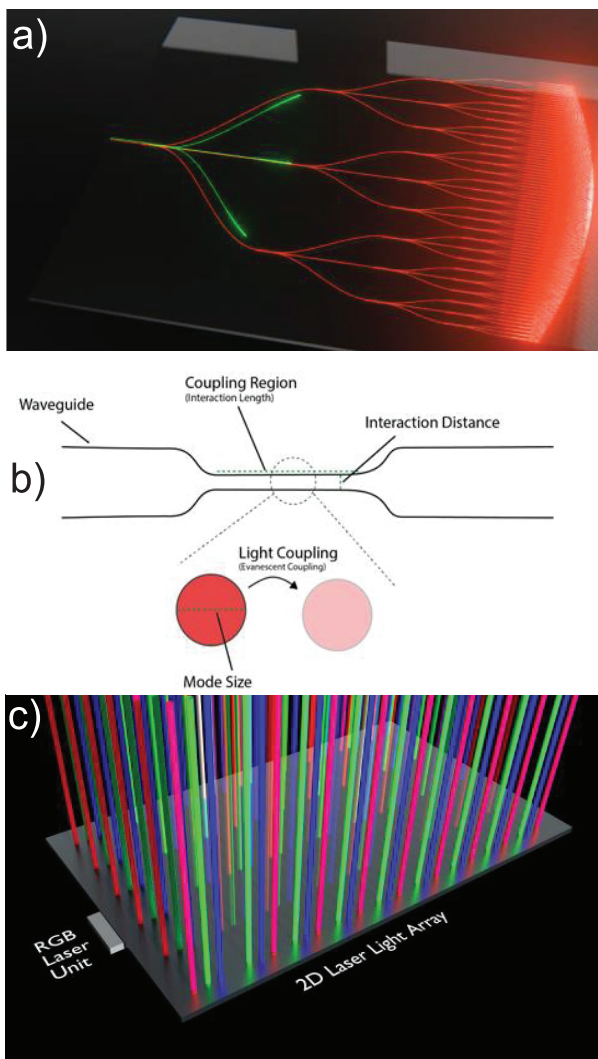 a)
Coupling Region
(Interaction Length)
Waveguide
Interaction Distance
b)
Light Coupling
(Evanescent Coupling)
Mode Size
c)
RGB
Laser
Unit
2D Laser Light Array